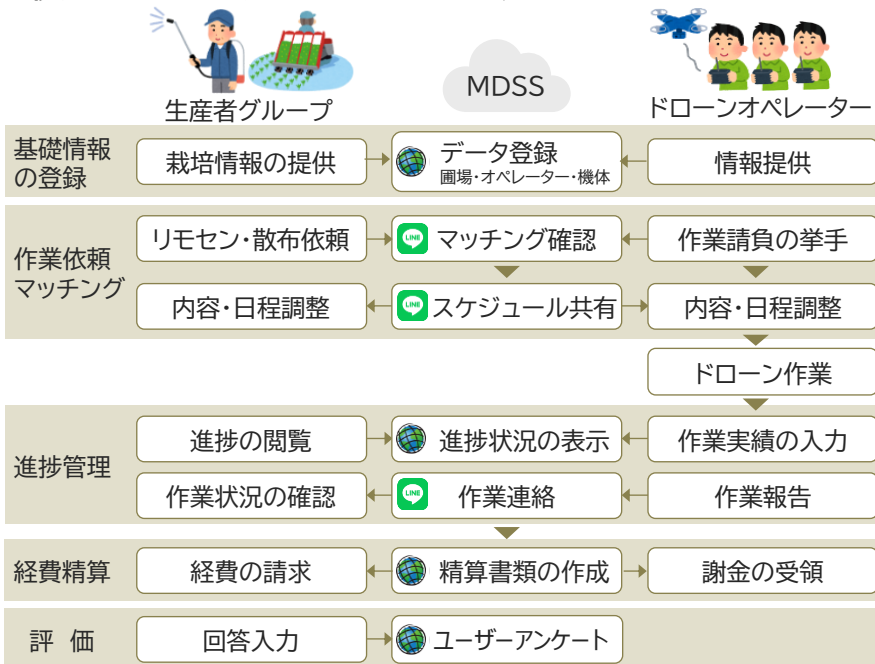 MDSS
生産者グループ
ドローンオペレーター
基礎情報
の登録
栽培情報の提供
データ登録
圃場・オペレーター・機体
情報提供
作業依頼
マッチング
リモセン・散布依頼
LINE
マッチング確認
作業請負の挙手
内容・日程調整
LINE
スケジュール共有
内容・日程調整
ドローン作業
進捗管理
進捗の閲覧
進捗状況の表示
作業実績の入力
作業状況の確認
LINE
作業連絡
作業報告
経費精算
経費の請求
精算書類の作成
謝金の受領
評 価
回答入力
ユーザーアンケート